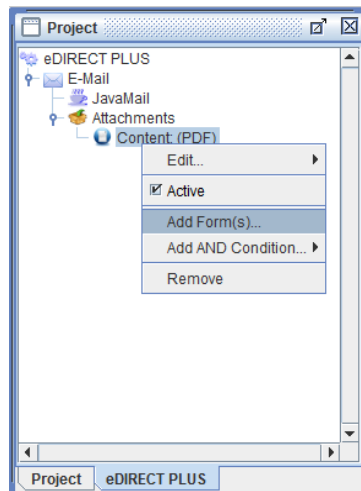 Project
eDIRECT PLUS
E-Mail
JavaMail
Attachments
Content: (PDF)
Edit...
Active
Add Form(s)...
Add AND Condition...
Remove
Project
eDIRECT PLUS